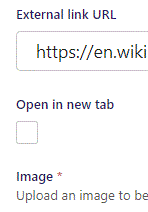 External link URL
https://en.wiki
Open in new tab
Image *
Upload an image to be